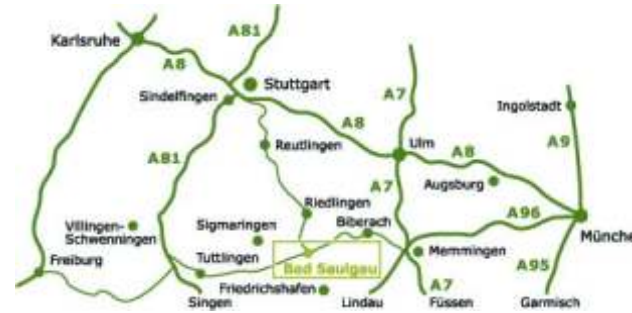 A81
Karlsruhe
A8
Stuttgart
A7
Sindelfingen
Ingolstadt
A8
A9
Reutlingen
Ulm
A8
A81
A7
Augsburg
Riedlingen
Villingen-
Schwenningen
Sigmaringen
Biberach
A96
Münche
Freiburg
Tuttlingen
Bad Saulgau
Memmingen
A95
Friedrichshafen
A7
Singen
Lindau
Füssen
Garmisch